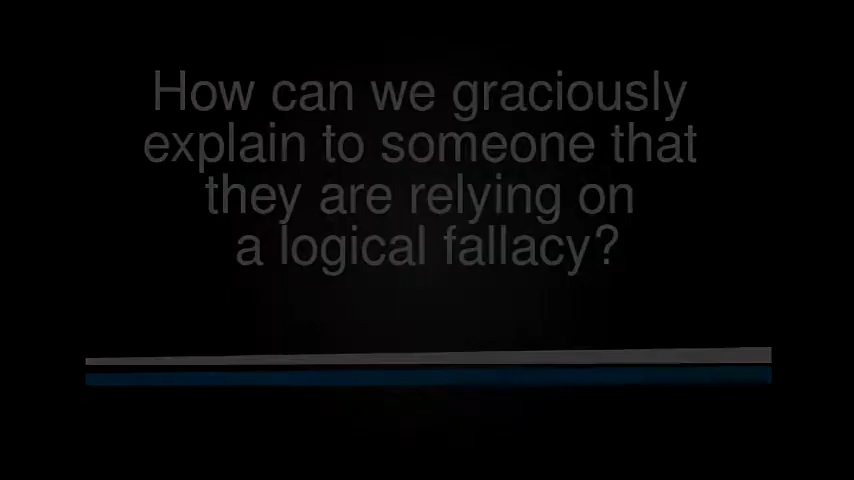 How can we graciously
explain to someone that
they are relying on
a logical fallacy?